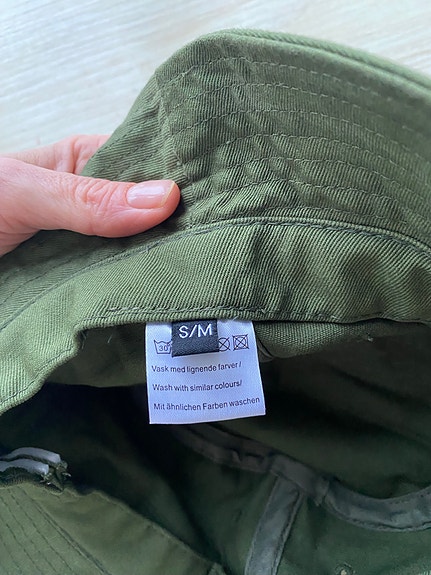 S/M
30
Vask med lignende farver/
Wash with similar colours/
Mit ähnlichen Farben waschen